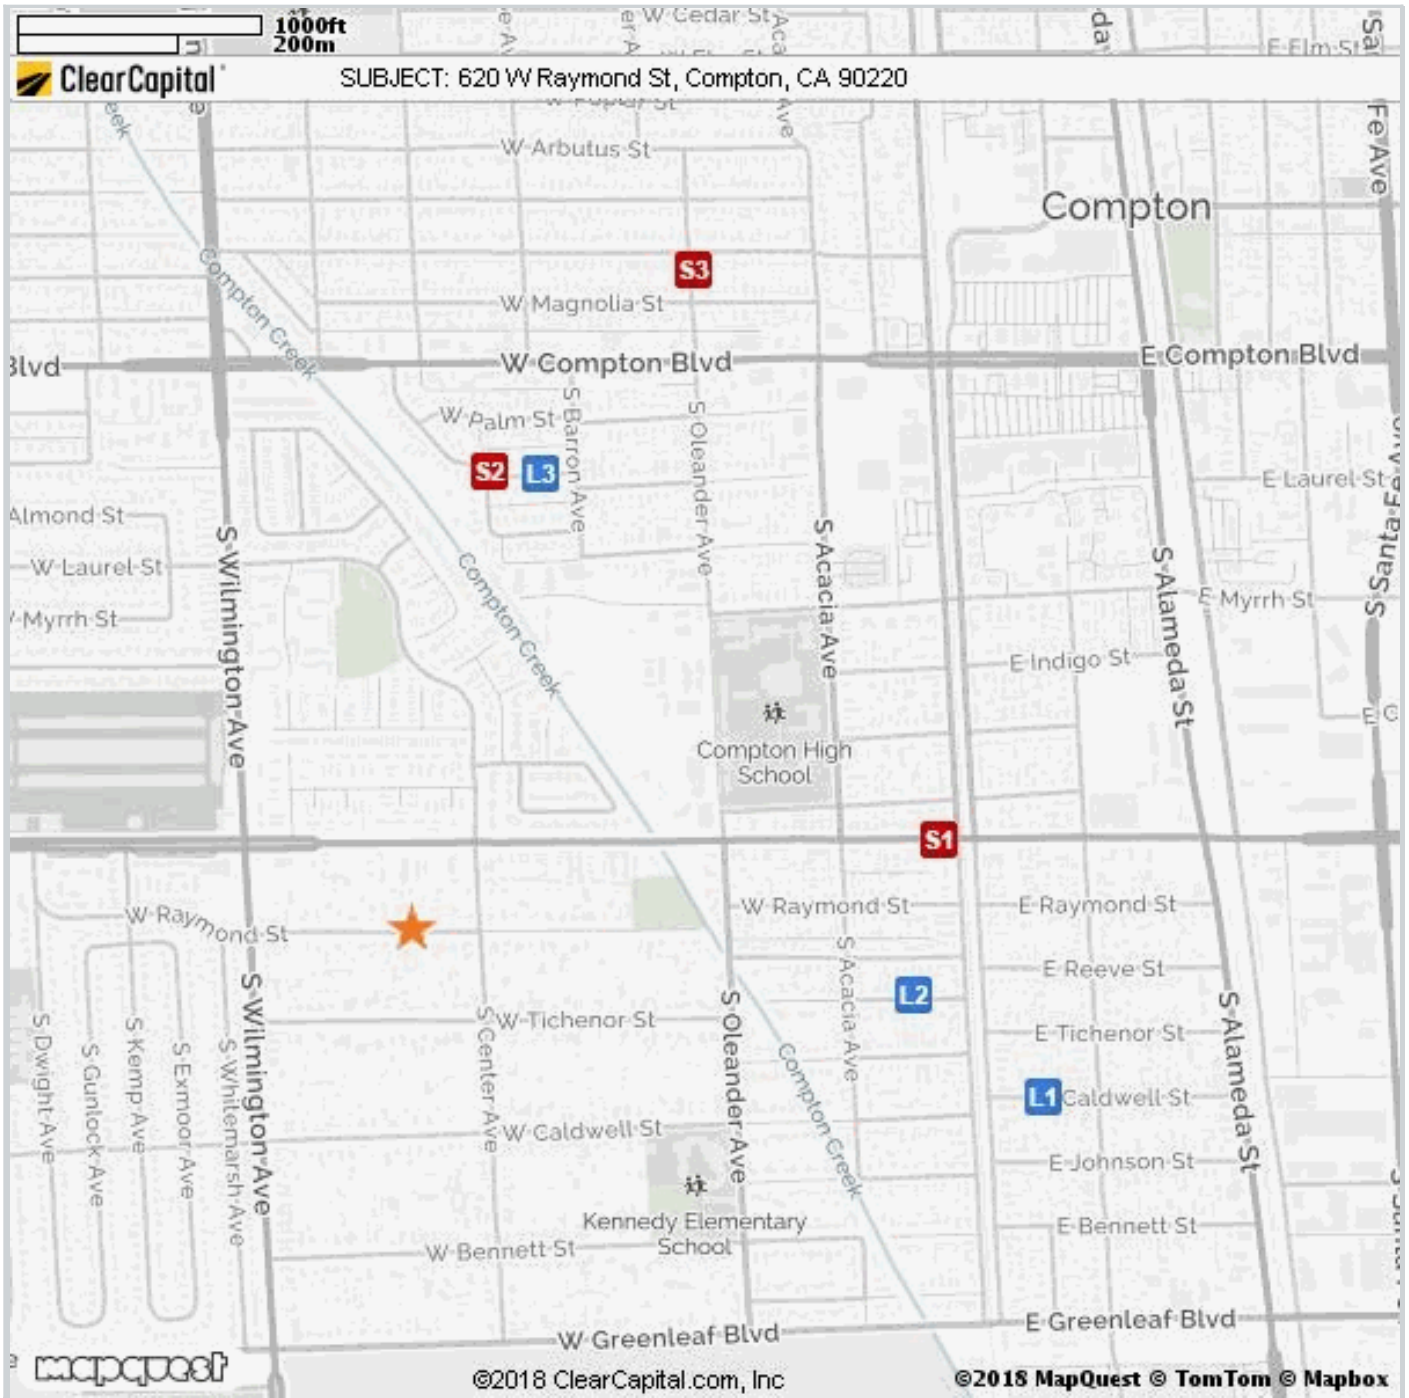 1000ft
200m
W Cedar St
E Elm St
ClearCapital
SUBJECT: 620 W Raymond St, Compton, CA 90220
W Poplar St
W Arbutus St
Fe Ave
Compton
S3
Compton Creek
W Magnolia St
Blvd
W Compton Blvd
E Compton Blvd
W Palm St
S Barron Ave
S Oleander Ave
S2
L3
E Laurel St
Almond St
S Wilmington Ave
S Acacia Ave
S Alameda St
W Laurel St
Compton Creek
E Myrrh St
Myrrh St
E Indigo St
Compton High
School
S1
W Raymond St
W Raymond St
E Raymond St
S Acacia Ave
E Reeve St
L2
S Wilmington Ave
S Oleander Ave
S Alameda St
S Dwight Ave
S Gunlock Ave
S Kemp Ave
S Exmoor Ave
S Whitemarsh Ave
S Center Ave
W Tichenor St
E Tichenor St
Compton Creek
L1
Caldwell St
W Caldwell St
E Johnson St
Kennedy Elementary
School
E Bennett St
W Bennett St
W Greenleaf Blvd
E Greenleaf Blvd
mapquest
©2018 ClearCapital.com, Inc
©2018 MapQuest © TomTom © Mapbox